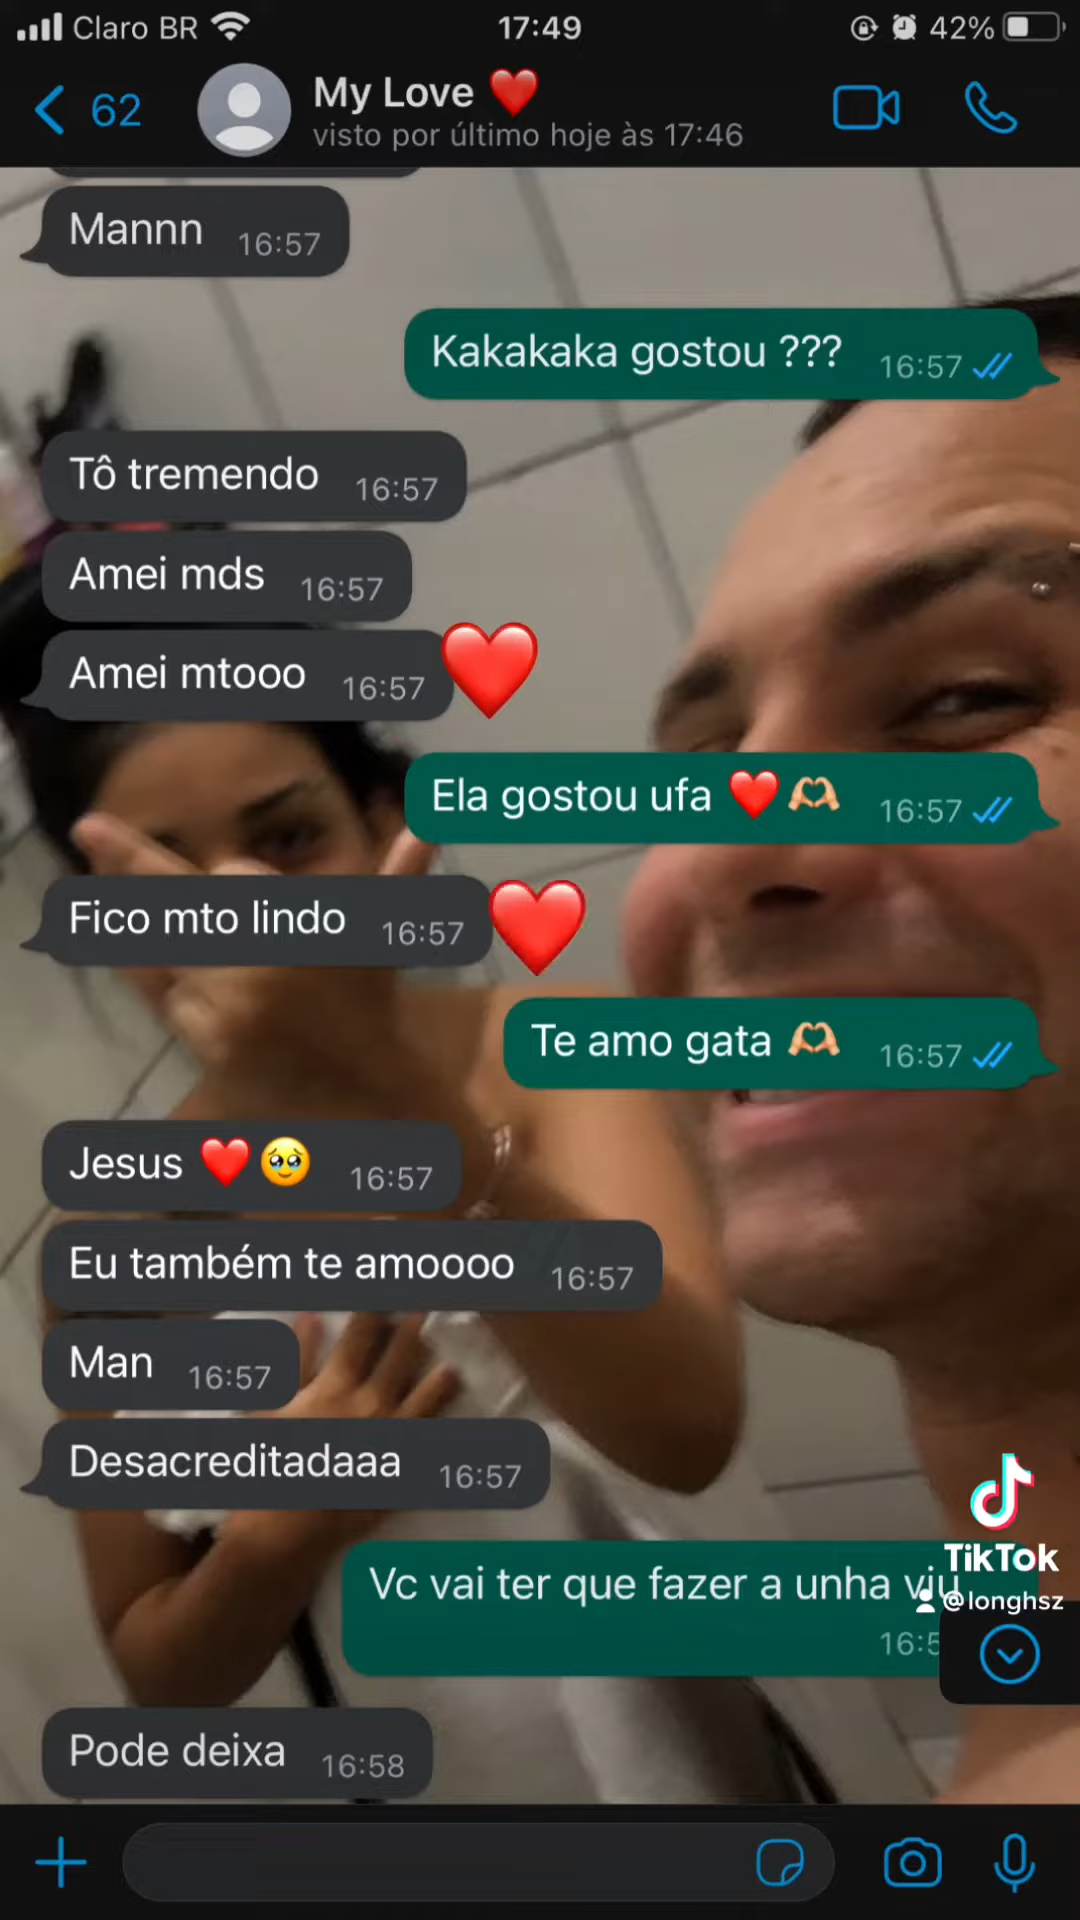 Claro BR 17:49 42%
62 My Love ❤️
visto por último hoje às 17:46
Mannn 16:57
Kakakaka gostou ??? 16:57
Tô tremendo 16:57
Amei mds 16:57
Amei mtooo 16:57
❤️
Ela gostou ufa ❤️🫶🏼 16:57
Fico mto lindo 16:57
❤️
Te amo gata 🫶🏼 16:57
Jesus ❤️🥹 16:57
Eu também te amoooo 16:57
Man 16:57
Desacreditadaaa 16:57
Vc vai ter que fazer a unha viu
TikTok
@longhsz
Pode deixa 16:58